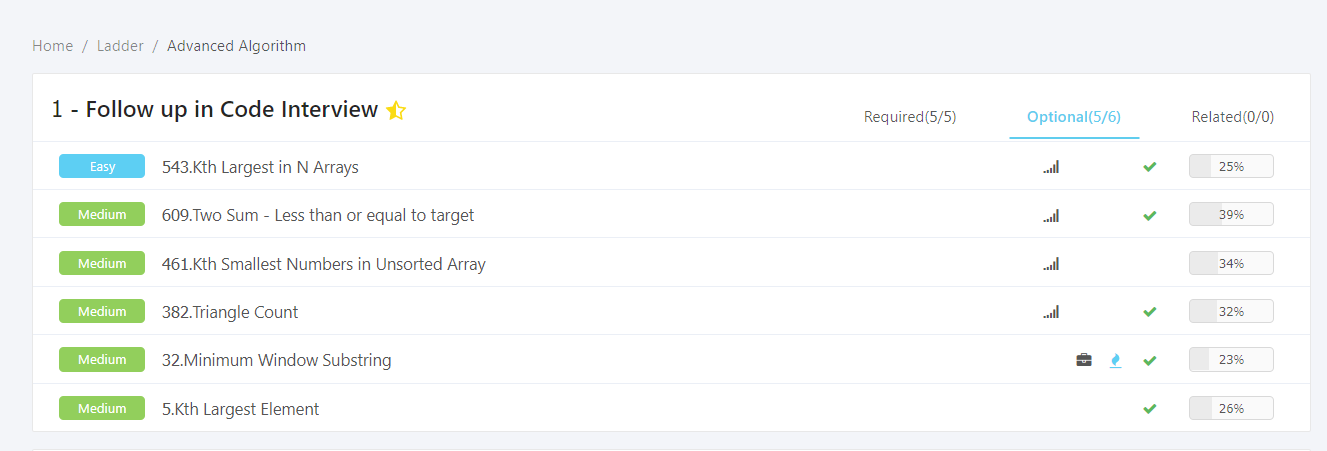 Home / Ladder / Advanced Algorithm
1 - Follow up in Code Interview Required(5/5) Optional(5/6) Related(0/0)
Easy 543.Kth Largest in N Arrays 25%
Medium 609.Two Sum - Less than or equal to target 39%
Medium 461.Kth Smallest Numbers in Unsorted Array 34%
Medium 382.Triangle Count 32%
Medium 32.Minimum Window Substring 23%
Medium 5.Kth Largest Element 26%